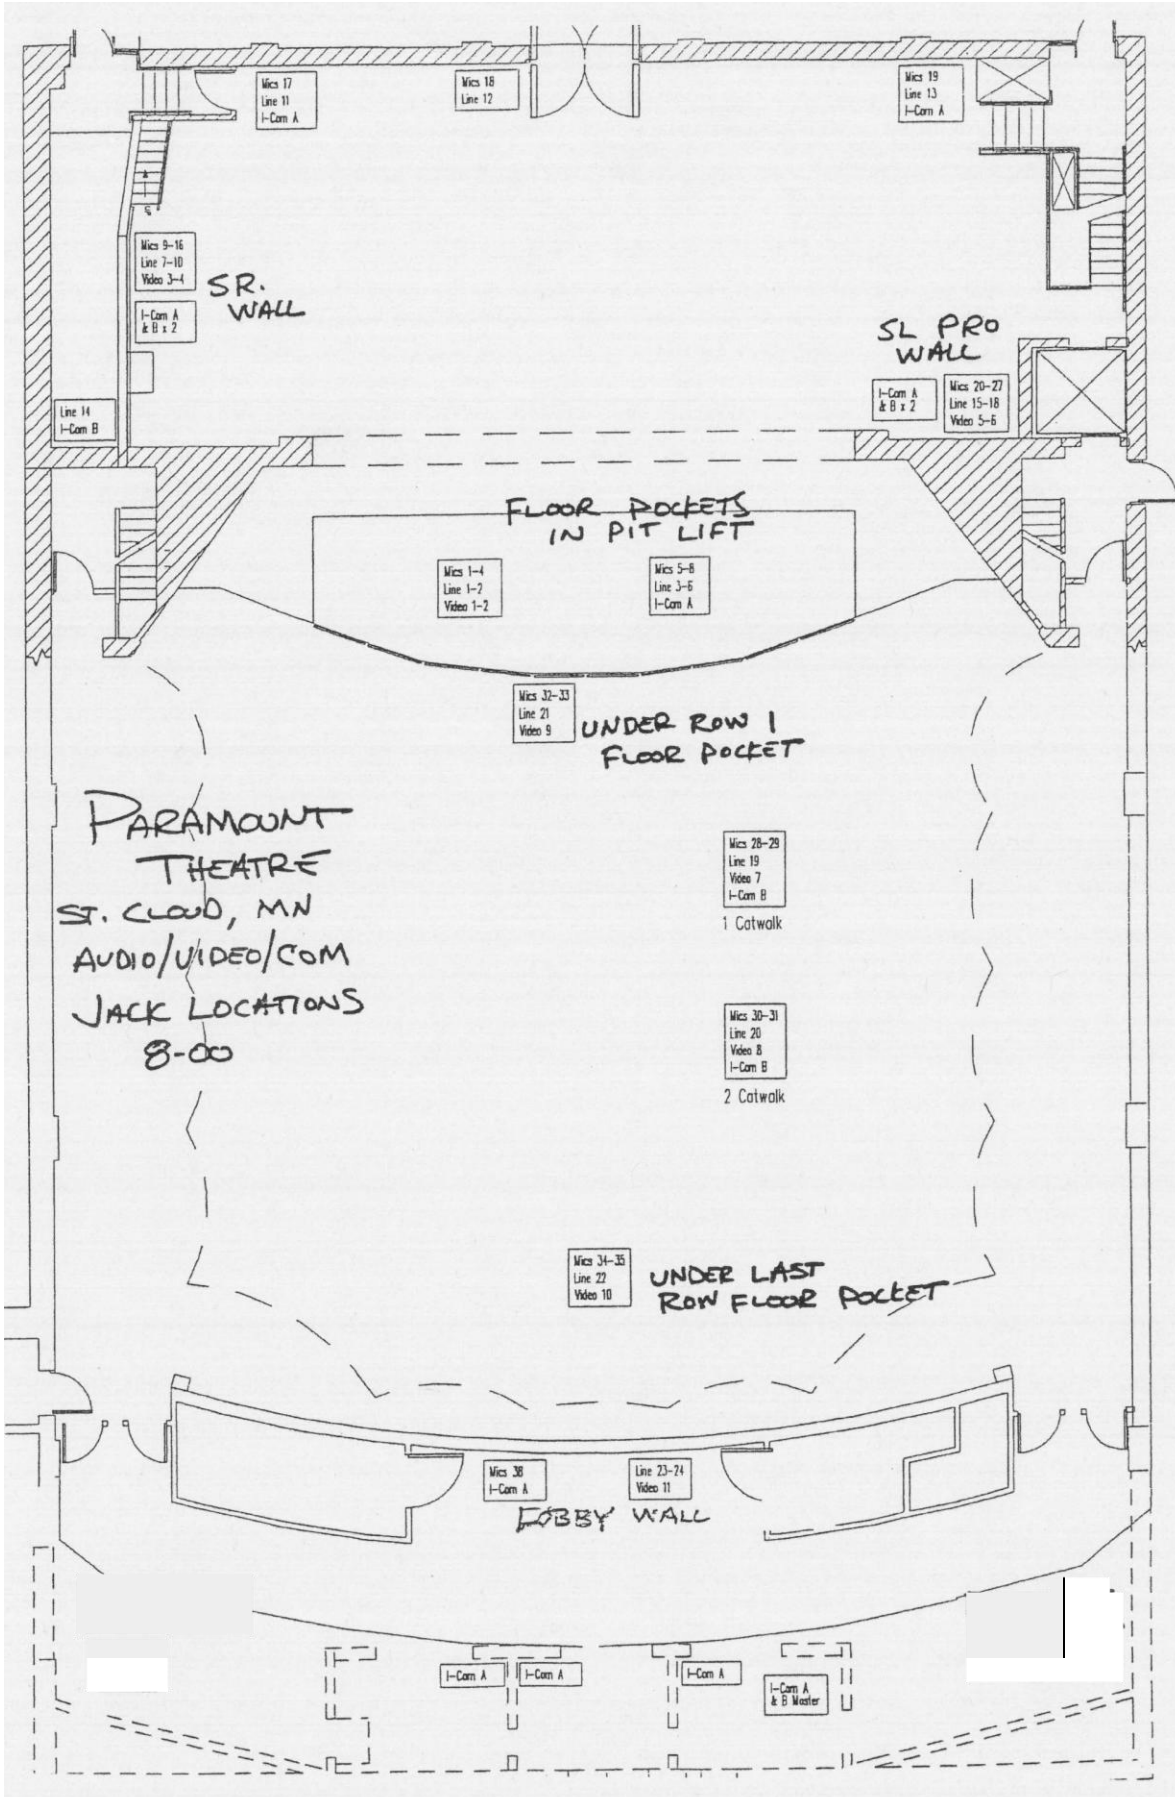 Mics 17
Line 11
I-Com A
Mics 18
Line 12
Mics 19
Line 13
I-Com A
Mics 9-16
Line 7-10
Video 3-4
I-Com A
& B x 2
SR.
WALL
SL PRO
WALL
Line 14
I-Com B
I-Com A
& B x 2
Mics 20-27
Line 15-18
Video 5-6
FLOOR POCKETS
IN PIT LIFT
Mics 1-4
Line 1-2
Video 1-2
Mics 5-8
Line 3-6
I-Com A
Mics 32-33
Line 21
Video 9
UNDER ROW 1
FLOOR POCKET
PARAMOUNT
THEATRE
ST. CLOUD, MN
AUDIO/VIDEO/COM
JACK LOCATIONS
8-00
Mics 28-29
Line 19
Video 7
I-Com B
1 Catwalk
Mics 30-31
Line 20
Video 8
I-Com B
2 Catwalk
Mics 34-35
Line 22
Video 10
UNDER LAST
ROW FLOOR POCKET
Mics 38
I-Com A
Line 23-24
Video 11
LOBBY WALL
I-Com A
I-Com A
I-Com A
I-Com A
& B Master